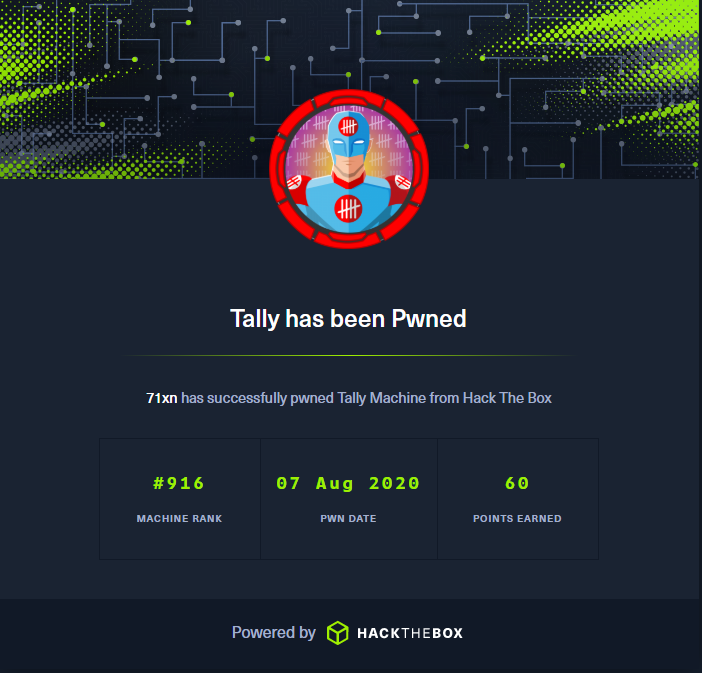 Tally has been Pwned
71xn has successfully pwned Tally Machine from Hack The Box
#916 07 Aug 2020 60
MACHINE RANK PWN DATE POINTS EARNED
Powered by HACKTHEBOX